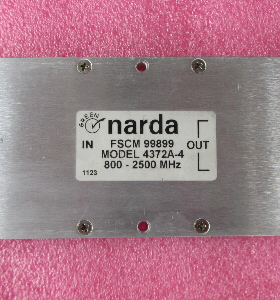 GREEN
narda
IN FSCM 99899 OUT
MODEL 4372A-4
800 - 2500 MHz
1123